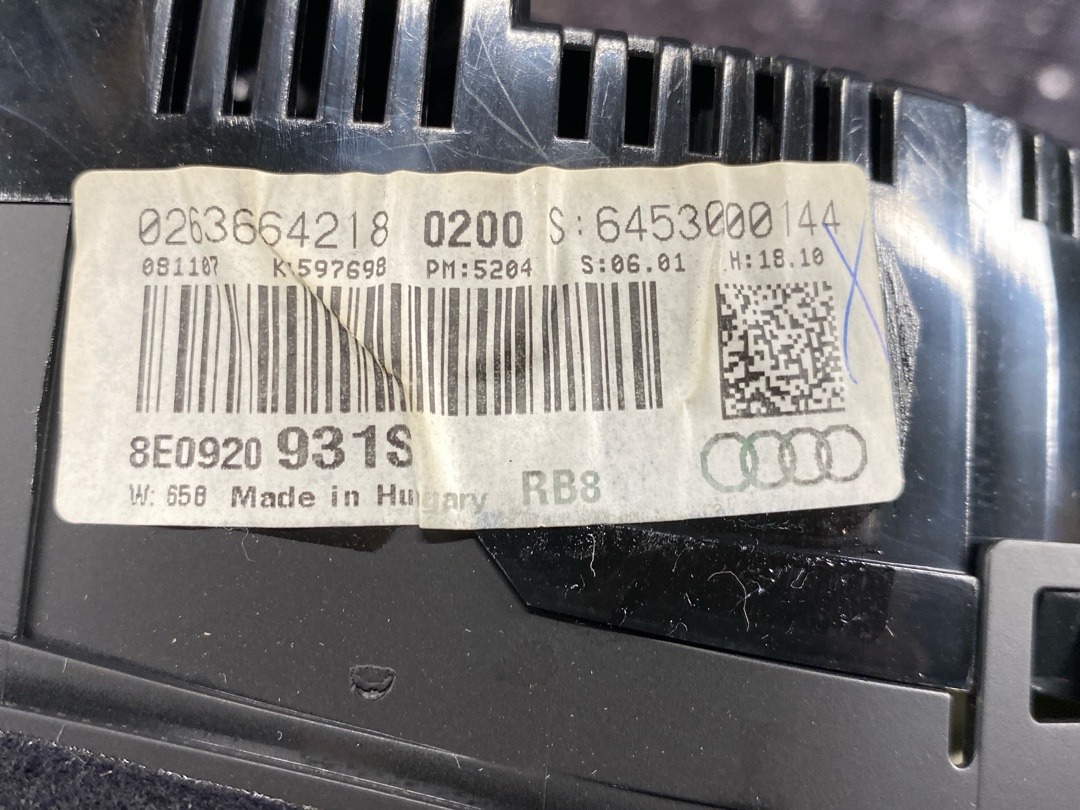 0263664218 0200 S:6453000144
081107 K:597698 PM:5204 S:06.01 H:18.10
8E0920 931S
W: 658 Made in Hungary RB8